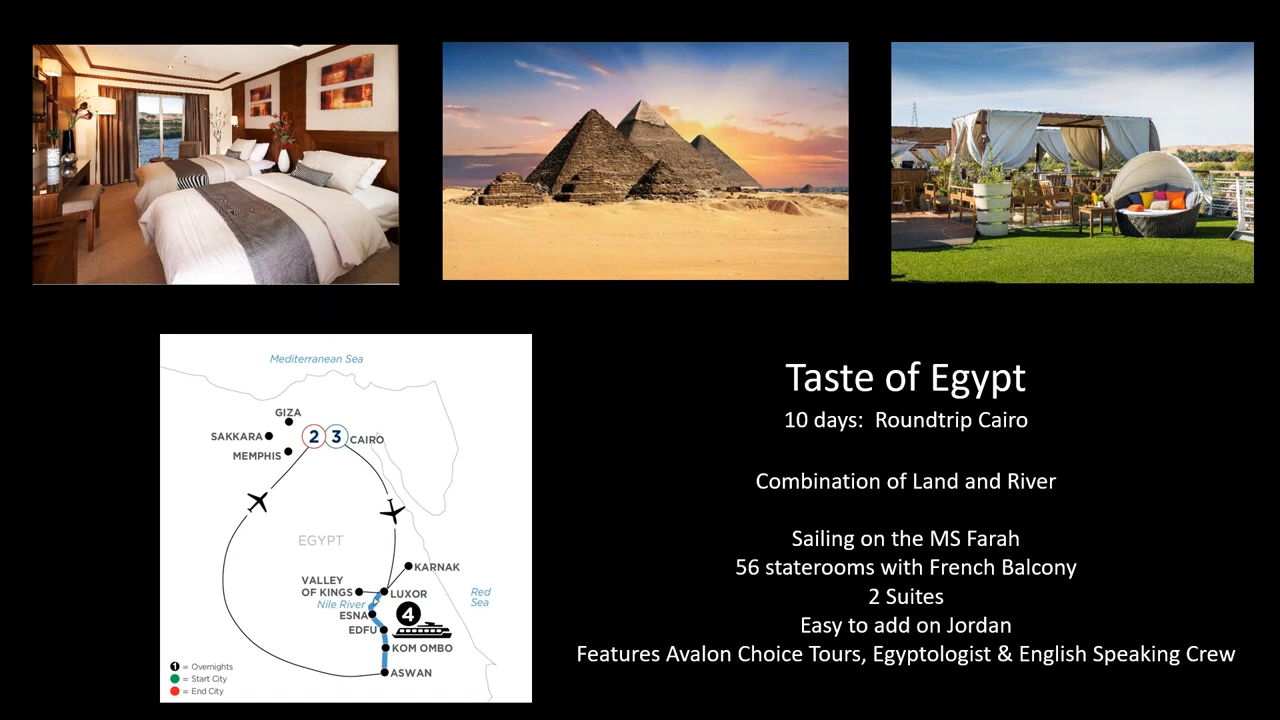 Mediterranean Sea
GIZA
SAKKARA
2 3 CAIRO
MEMPHIS
EGYPT
KARNAK
VALLEY
OF KINGS
LUXOR
Red
Sea
Nile River
4
ESNA
EDFU
KOM OMBO
ASWAN
1 = Overnights
= Start City
= End City
Taste of Egypt
10 days: Roundtrip Cairo
Combination of Land and River
Sailing on the MS Farah
56 staterooms with French Balcony
2 Suites
Easy to add on Jordan
Features Avalon Choice Tours, Egyptologist & English Speaking Crew